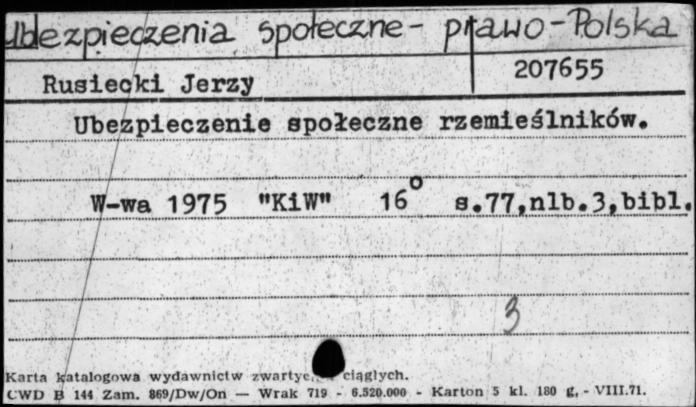 Ubezpieczenia społeczne - prawo - Polska
Rusiecki Jerzy 207655
Ubezpieczenie społeczne rzemieślników.
W-wa 1975 "KiW" 16° s.77,nlb.3,bibl.
3
Karta katalogowa wydawnictw ciągłych.
CWD B 144 Zam. 869/Dw/On — Wrak 719 - 6.520.000 - Karton 5 kl. 180 g, - VIII.71.